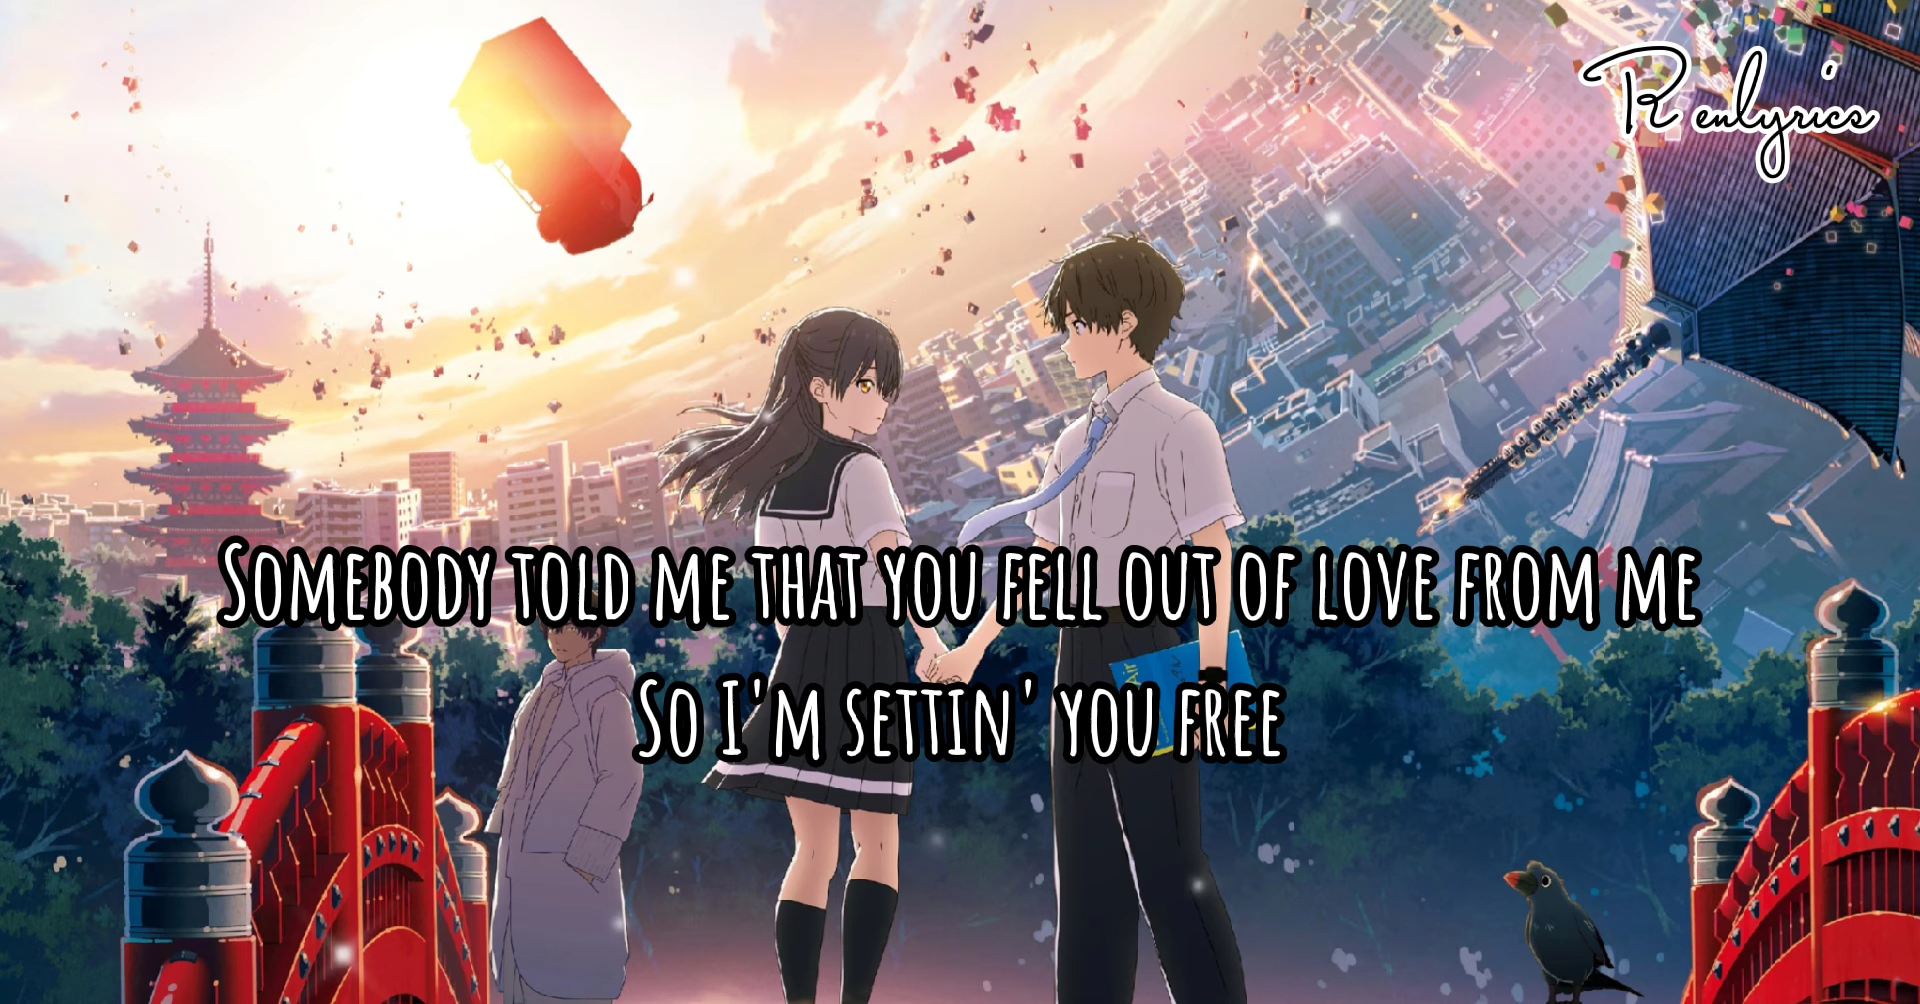 Renlyrics
Somebody told me that you fell out of love from me
So I'm settin' you free